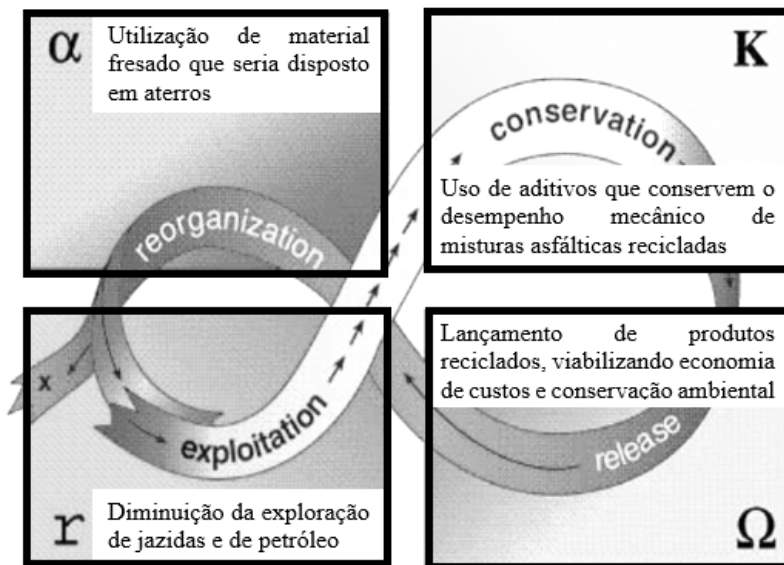 α
Utilização de material
fresado que seria disposto
em aterros
reorganization
K
conservation
Uso de aditivos que conservem o
desempenho mecânico de
misturas asfálticas recicladas
x
exploitation
r
Diminuição da exploração
de jazidas e de petróleo
Lançamento de produtos
reciclados, viabilizando economia
de custos e conservação ambiental
release
Ω